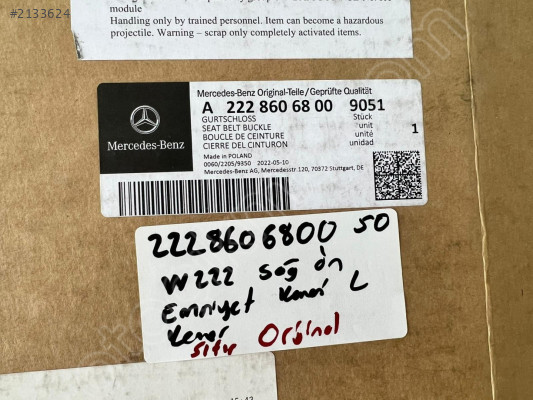 #2133624
module
Handling only by trained personnel. Item can become a hazardous
projectile. Warning – scrap only completely activated items.
Mercedes-Benz Original-Teile/Geprüfte Qualität
A 222 860 68 00 9051
GURTSCHLOSS Stück
SEAT BELT BUCKLE unit
BOUCLE DE CEINTURE unité 1
CIERRE DEL CINTURON unidad
Mercedes-Benz
Made in POLAND
0060/2205/9350 2022-05-10
Mercedes-Benz AG, Mercedesstr.120, 70372 Stuttgart, DE
2228606800 50
W222 Sağ ön
Emniyet Kemeri L
Kemer
Sıfır Orjinal